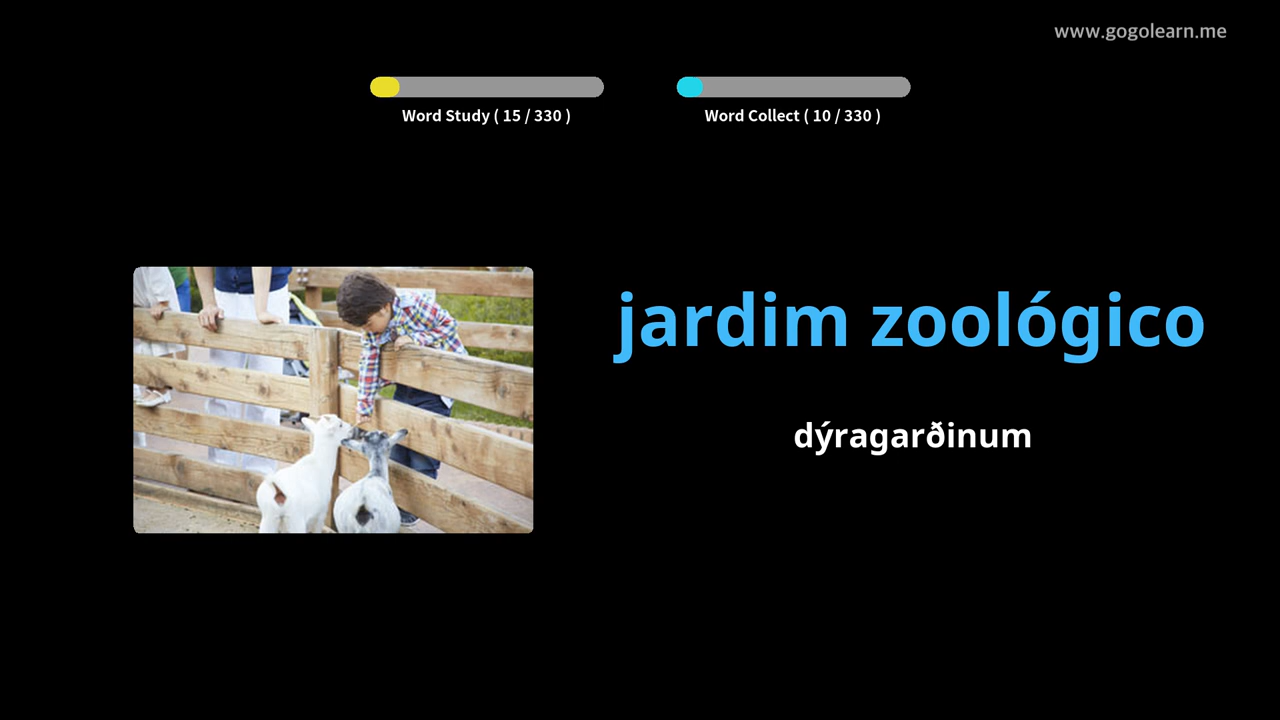 www.gogolearn.me
Word Study ( 15 / 330 )
Word Collect ( 10 / 330 )
jardim zoológico
dýragarðinum